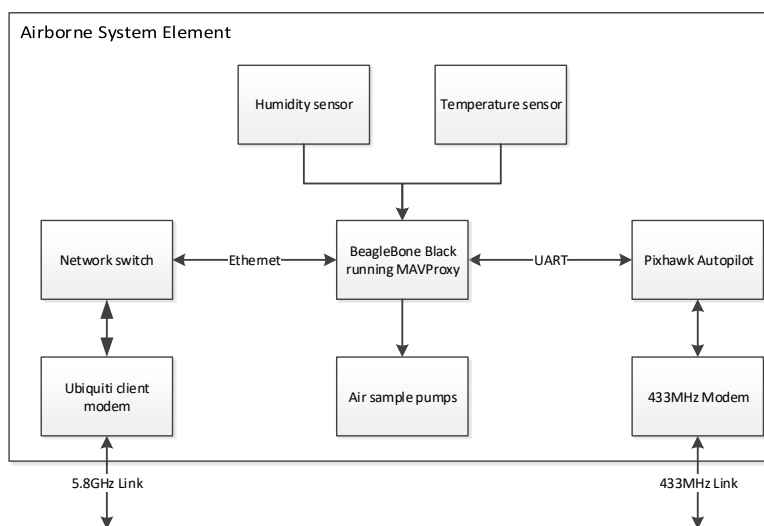 Airborne System Element
Humidity sensor
Temperature sensor
Network switch
Ethernet
BeagleBone Black
running MAVProxy
UART
Pixhawk Autopilot
Ubiquiti client
modem
Air sample pumps
433MHz Modem
5.8GHz Link
433MHz Link